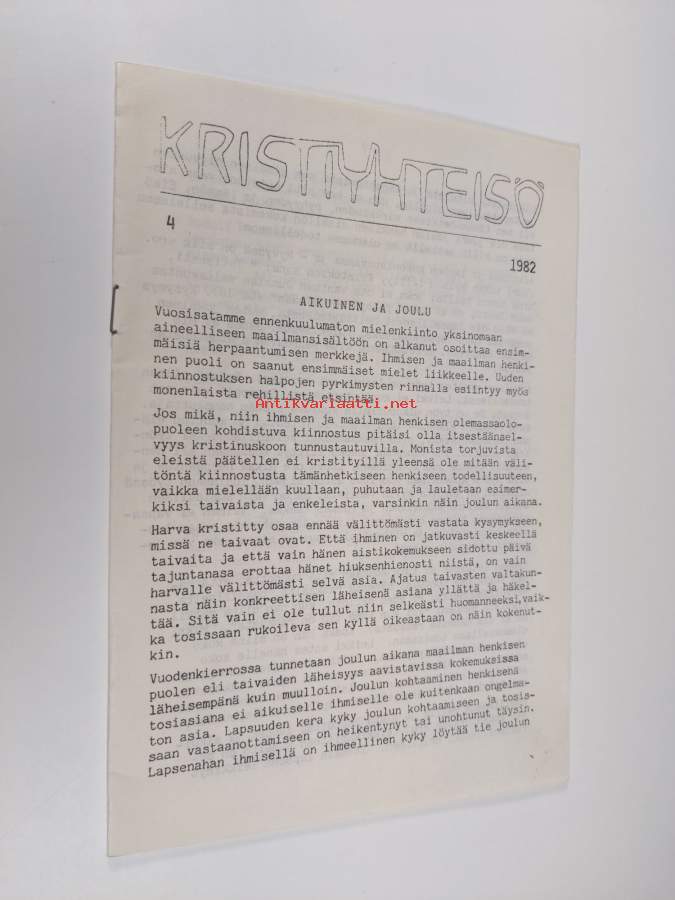 KRISTIYHTEISÖ
4
1982
AIKUINEN JA JOULU
Vuosisatamme ennenkuulumaton mielenkiinto yksinomaan
aineelliseen maailmansisältöön on alkanut osoittaa ensim-
mäisiä herpaantumisen merkkejä. Ihmisen ja maailman henki-
nen puoli on saanut ensimmäiset mielet liikkeelle. Uuden
kiinnostuksen halpojen pyrkimysten rinnalla esiintyy myös
monenlaista rehillistä etsintää.
Antikvariaatti.net
Jos mikä, niin ihmisen ja maailman henkisen olemassaolo-
puoleen kohdistuva kiinnostus pitäisi olla itsestäänsel-
vyys kristinuskoon tunnustautuvilla. Monista torjuvista
eleistä päätellen ei kristityillä yleensä ole mitään väli-
töntä kiinnostusta tämänhetkiseen henkiseen todellisuuteen,
vaikka mielellään kuullaan, puhutaan ja lauletaan esimer-
kiksi taivaista ja enkeleistä, varsinkin näin joulun aikana.
Harva kristitty osaa ennää välittömästi vastata kysymykseen,
missä ne taivaat ovat. Että ihminen on jatkuvasti keskeellä
taivaita ja että vain hänen aistikokemukseen sidottu päivä
tajuntanasa erottaa hänet hiuksenhienosti niistä, on vain
harvalle välittömästi selvä asia. Ajatus taivasten valtakun-
nasta näin konkreettisen läheisenä asiana yllättä ja häkel-
tää. Sitä vain ei ole tullut niin selkeästi huomanneeksi,vaik-
ka tosissaan rukoileva sen kyllä oikeastaan on näin kokenut-
kin.
Vuodenkierrossa tunnetaan joulun aikana maailman henkisen
puolen eli taivaiden läheisyys aavistavissa kokemuksissa
läheisempänä kuin muulloin. Joulun kohtaaminen henkisenä
tosiasiana ei aikuiselle ihmiselle ole kuitenkaan ongelma-
ton asia. Lapsuuden kera kyky joulun kohtaamiseen ja tosis-
saan vastaanottamiseen on heikentynyt tai unohtunut täysin.
Lapsenahan ihmisellä on ihmeellinen kyky löytää tie joulun